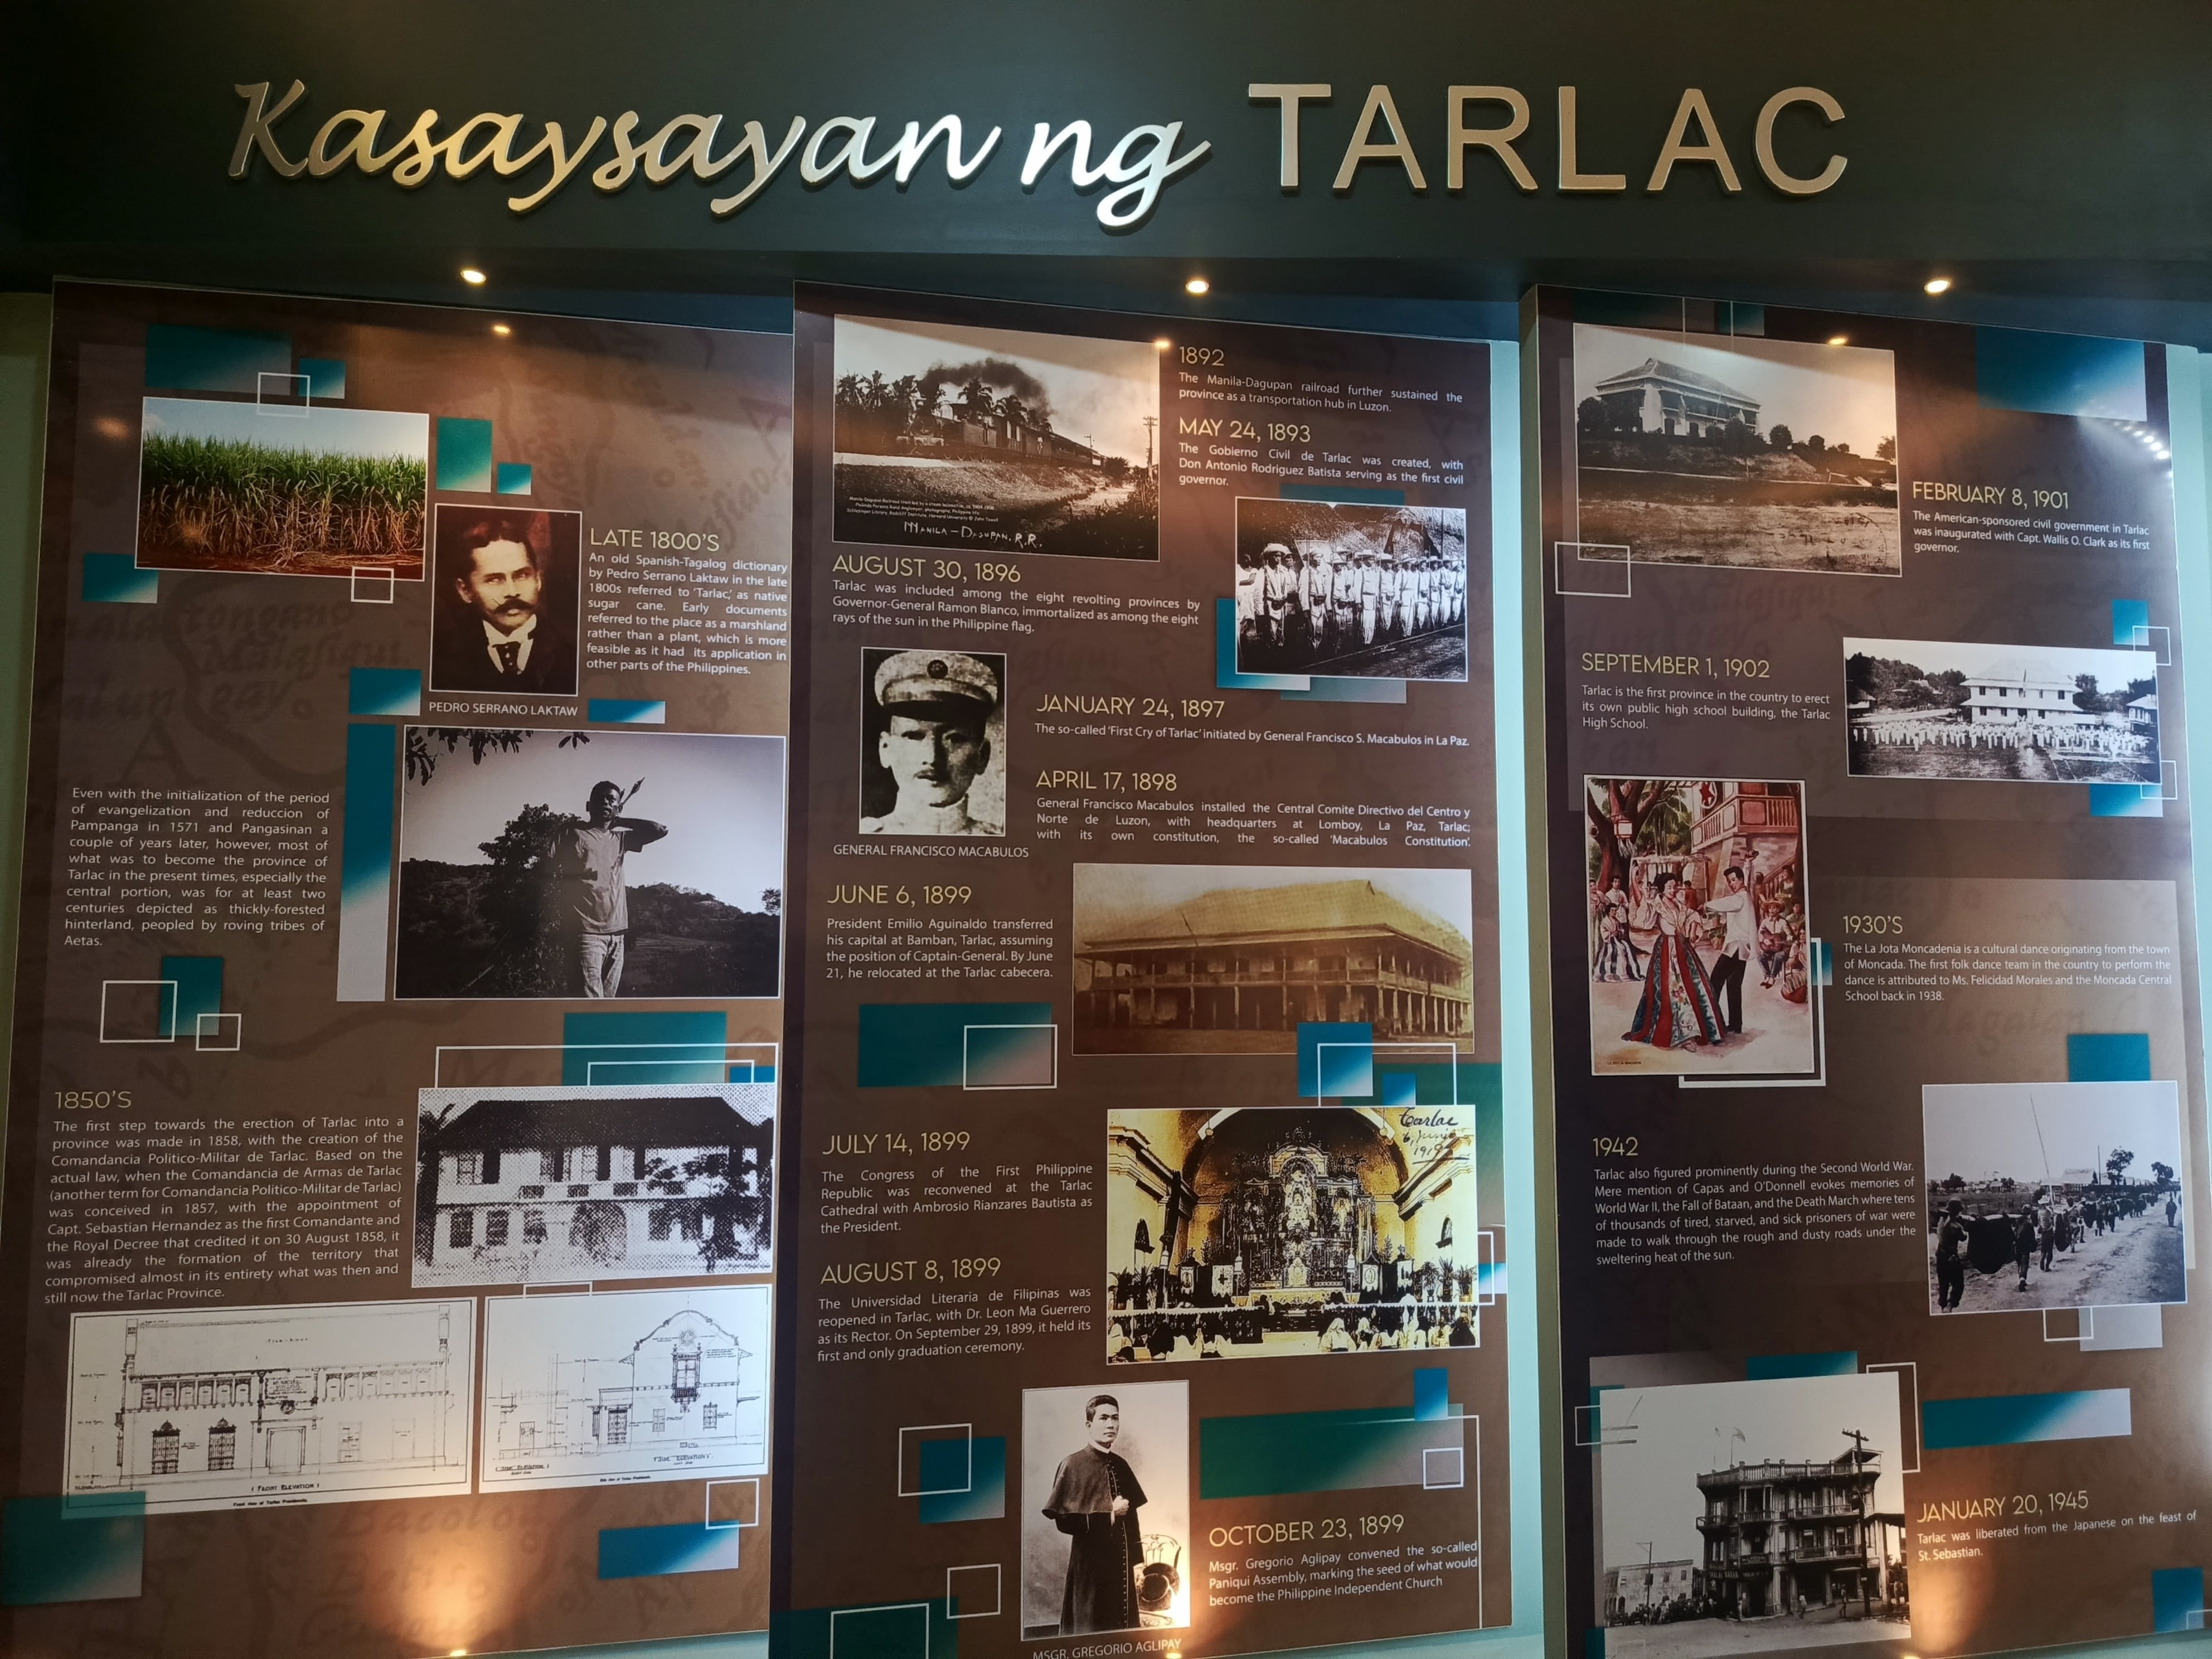 Kasaysayan ng TARLAC
LATE 1800'S
An old Spanish-Tagalog dictionary
by Pedro Serrano Laktaw in the late
1800s referred to 'Tarlac,' as native
sugar cane. Early documents
referred to the place as a marshland
rather than a plant, which is more
feasible as it had its application in
other parts of the Philippines.
PEDRO SERRANO LAKTAW
Even with the initialization of the period
of evangelization and reduccion of
Pampanga in 1571 and Pangasinan a
couple of years later, however, most of
what was to become the province of
Tarlac in the present times, especially the
central portion, was for at least two
centuries depicted as thickly-forested
hinterland, peopled by roving tribes of
Aetas.
1850'S
The first step towards the erection of Tarlac into a
province was made in 1858, with the creation of the
Comandancia Politico-Militar de Tarlac. Based on the
actual law, when the Comandancia de Armas de Tarlac
(another term for Comandancia Politico-Militar de Tarlac)
was conceived in 1857, with the appointment of
Capt. Sebastian Hernandez as the first Comandante and
the Royal Decree that credited it on 30 August 1858, it
was already the formation of the territory that
compromised almost in its entirety what was then and
still now the Tarlac Province.
( FRONT ELEVATION )
Front view of Tarlac Presidencia.
( SIDE ELEVATION )
Side view of Tarlac Presidencia.
1892
The Manila-Dagupan railroad further sustained the
province as a transportation hub in Luzon.
MAY 24, 1893
The Gobierno Civil de Tarlac was created, with
Don Antonio Rodriguez Batista serving as the first civil
governor.
MANILA-DAGUPAN.R.R.
AUGUST 30, 1896
Tarlac was included among the eight revolting provinces by
Governor-General Ramon Blanco, immortalized as among the eight
rays of the sun in the Philippine flag.
JANUARY 24, 1897
The so-called 'First Cry of Tarlac' initiated by General Francisco S. Macabulos in La Paz.
APRIL 17, 1898
General Francisco Macabulos installed the Central Comite Directivo del Centro y
Norte de Luzon, with headquarters at Lomboy, La Paz, Tarlac;
with its own constitution, the so-called 'Macabulos Constitution'.
GENERAL FRANCISCO MACABULOS
JUNE 6, 1899
President Emilio Aguinaldo transferred
his capital at Bamban, Tarlac, assuming
the position of Captain-General. By June
21, he relocated at the Tarlac cabecera.
JULY 14, 1899
The Congress of the First Philippine
Republic was reconvened at the Tarlac
Cathedral with Ambrosio Rianzares Bautista as
the President.
Tarlac
AUGUST 8, 1899
The Universidad Literaria de Filipinas was
reopened in Tarlac, with Dr. Leon Ma Guerrero
as its Rector. On September 29, 1899, it held its
first and only graduation ceremony.
OCTOBER 23, 1899
Msgr. Gregorio Aglipay convened the so-called
Paniqui Assembly, marking the seed of what would
become the Philippine Independent Church
MSGR. GREGORIO AGLIPAY
FEBRUARY 8, 1901
The American-sponsored civil government in Tarlac
was inaugurated with Capt. Wallis O. Clark as its first
governor.
SEPTEMBER 1, 1902
Tarlac is the first province in the country to erect
its own public high school building, the Tarlac
High School.
1930'S
The La Jota Moncadenia is a cultural dance originating from the town
of Moncada. The first folk dance team in the country to perform the
dance is attributed to Ms. Felicidad Morales and the Moncada Central
School back in 1938.
1942
Tarlac also figured prominently during the Second World War.
Mere mention of Capas and O'Donnell evokes memories of
World War II, the Fall of Bataan, and the Death March where tens
of thousands of tired, starved, and sick prisoners of war were
made to walk through the rough and dusty roads under the
sweltering heat of the sun.
JANUARY 20, 1945
Tarlac was liberated from the Japanese on the feast of
St. Sebastian.